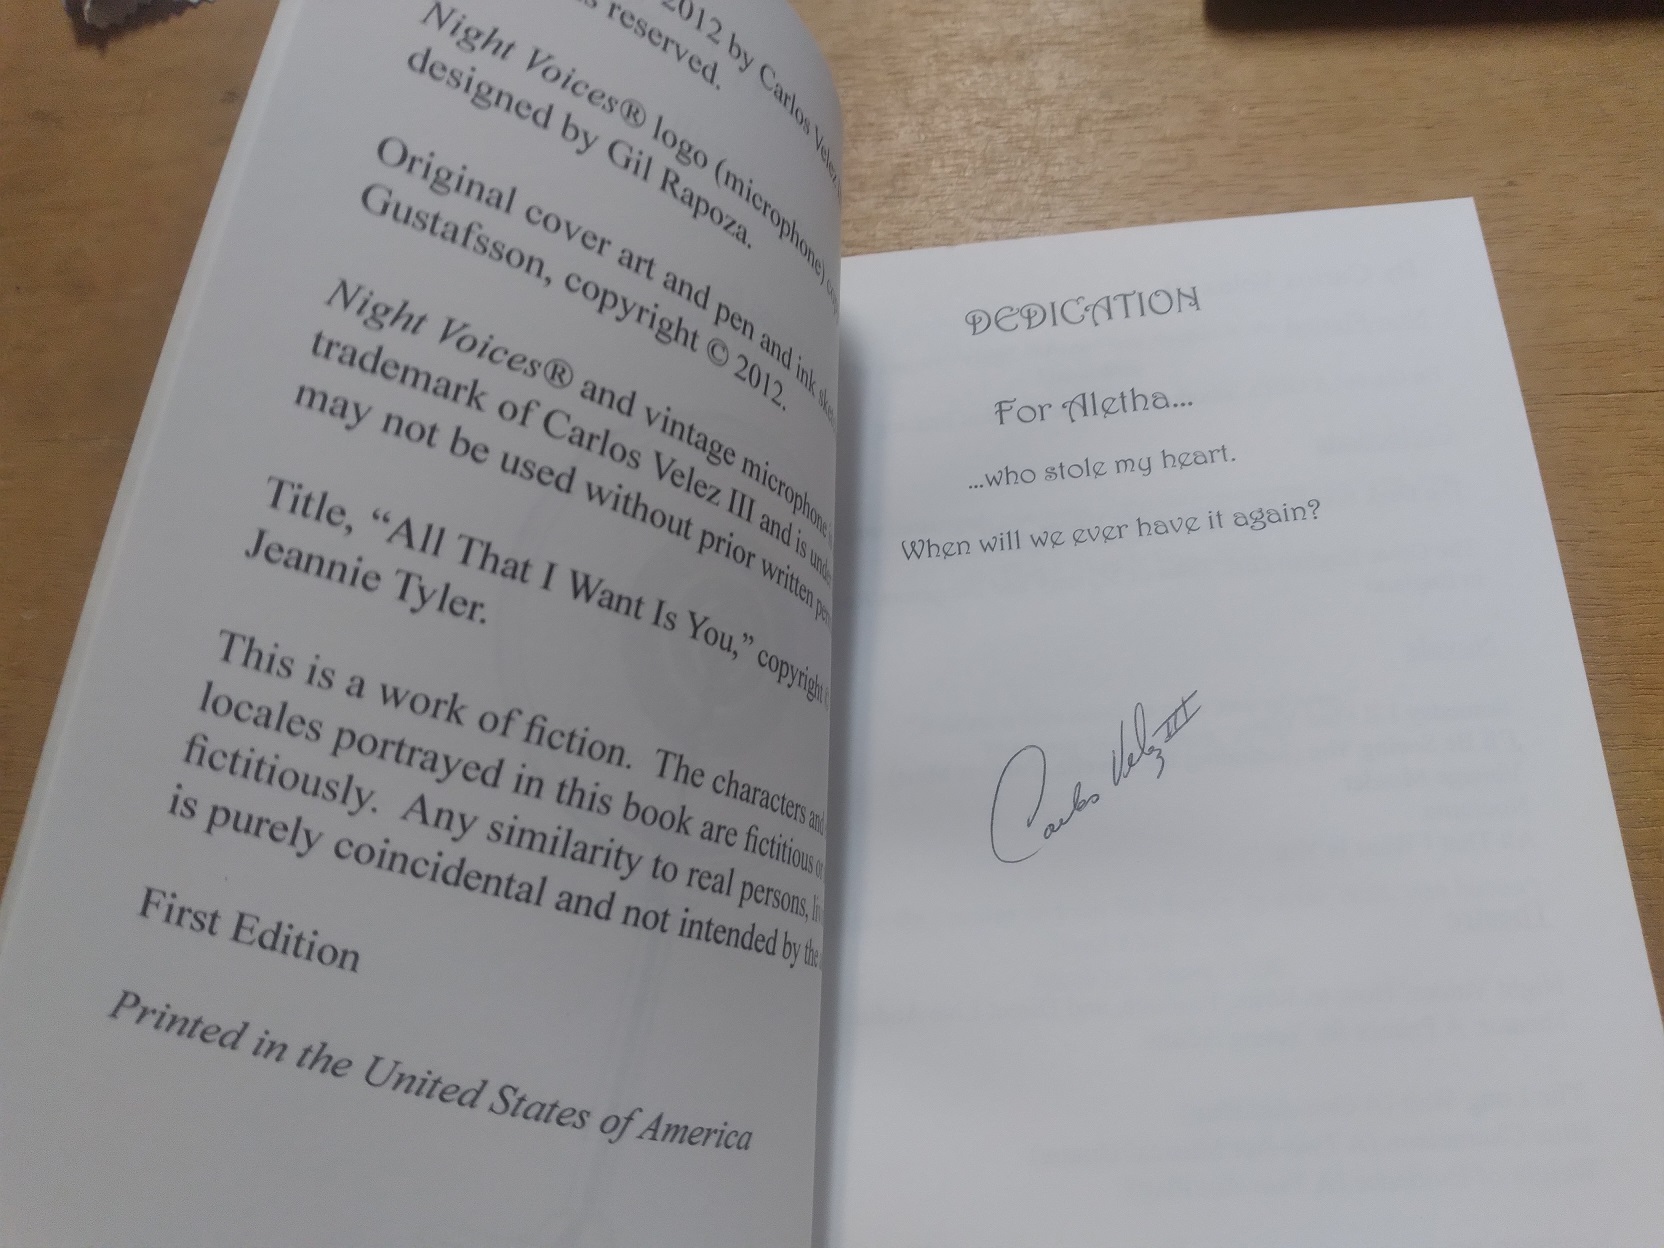 2012 by Carlos Velez
reserved.
Night Voices® logo (microphone)
designed by Gil Rapoza.
Original cover art and pen and ink
Gustafsson, copyright © 2012.
Night Voices® and vintage microphone
trademark of Carlos Velez III and is
may not be used without prior written
Title, “All That I Want Is You,” copyright
Jeannie Tyler.
This is a work of fiction. The characters and
locales portrayed in this book are fictitious or
fictitiously. Any similarity to real persons,
is purely coincidental and not intended by the
First Edition
Printed in the United States of America
DEDICATION
For Aletha...
...who stole my heart.
When will we ever have it again?
Carlos Velez III